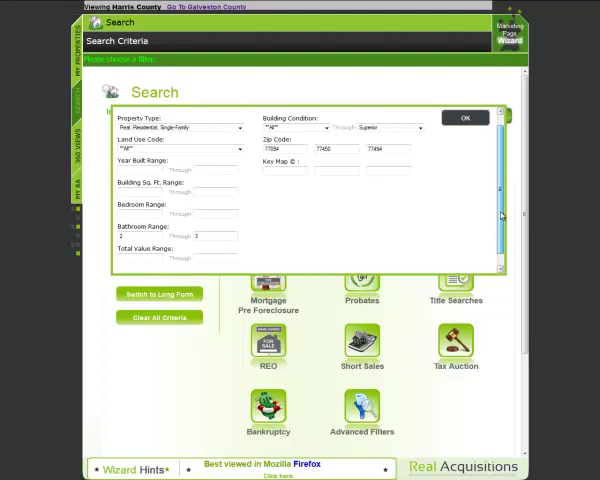 Viewing Harris County Go To Galveston County
Search
Search Criteria
Marketing
Page
Wizard
Please choose a filter.
MY PROPERTIES
SEARCH
360 VIEWS
MY RA
Search
Property Type:
Real, Residential, Single-Family
Land Use Code:
**All**
Year Built Range:
Through
Building Sq. Ft. Range:
Through
Bedroom Range:
Through
Bathroom Range:
2 Through 3
Total Value Range:
Through
Building Condition:
**All** Through Superior
Zip Code:
77094 77450 77494
Key Map © :
OK
Switch to Long Form
Clear All Criteria
Mortgage
Pre Foreclosure
Probates
Title Searches
FOR
SALE
REO
Short Sales
Tax Auction
Bankruptcy
Advanced Filters
* Wizard Hints* *
Best viewed in Mozilla Firefox
Click here
*
Real Acquisitions